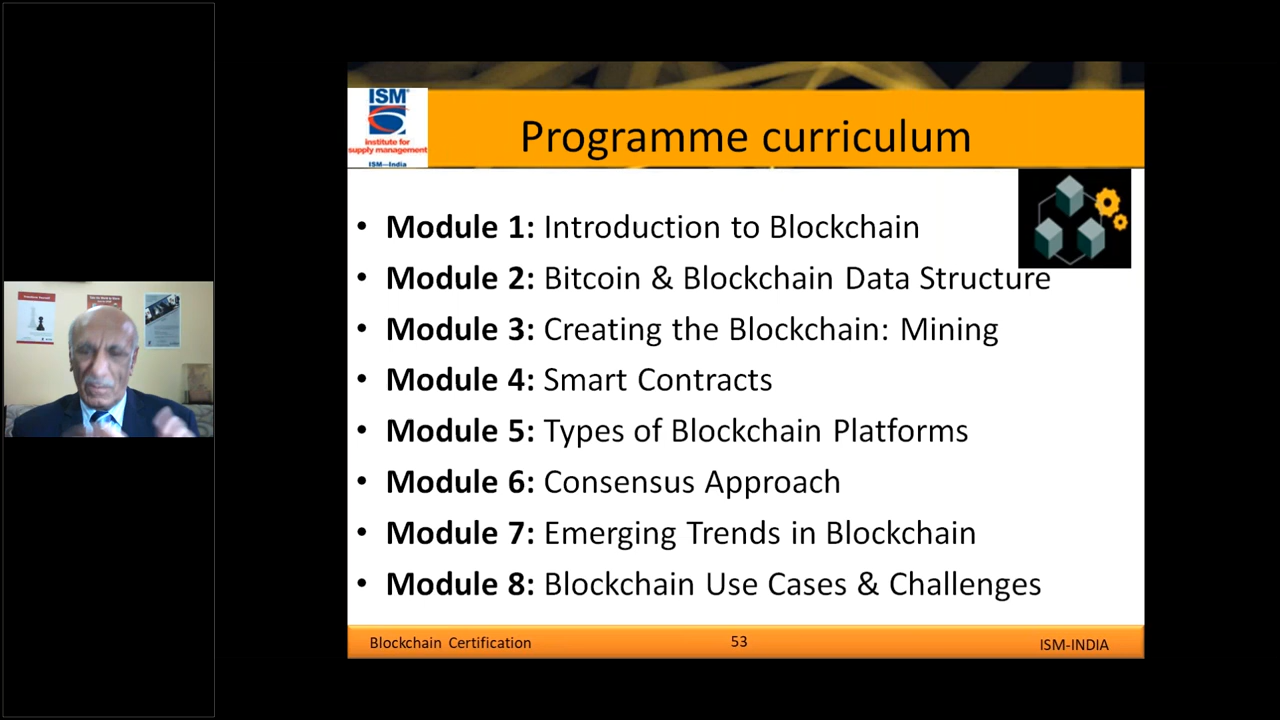 ISM®
institute for
supply management
ISM—India
Programme curriculum
• Module 1: Introduction to Blockchain
• Module 2: Bitcoin & Blockchain Data Structure
• Module 3: Creating the Blockchain: Mining
• Module 4: Smart Contracts
• Module 5: Types of Blockchain Platforms
• Module 6: Consensus Approach
• Module 7: Emerging Trends in Blockchain
• Module 8: Blockchain Use Cases & Challenges
Blockchain Certification
53
ISM-INDIA